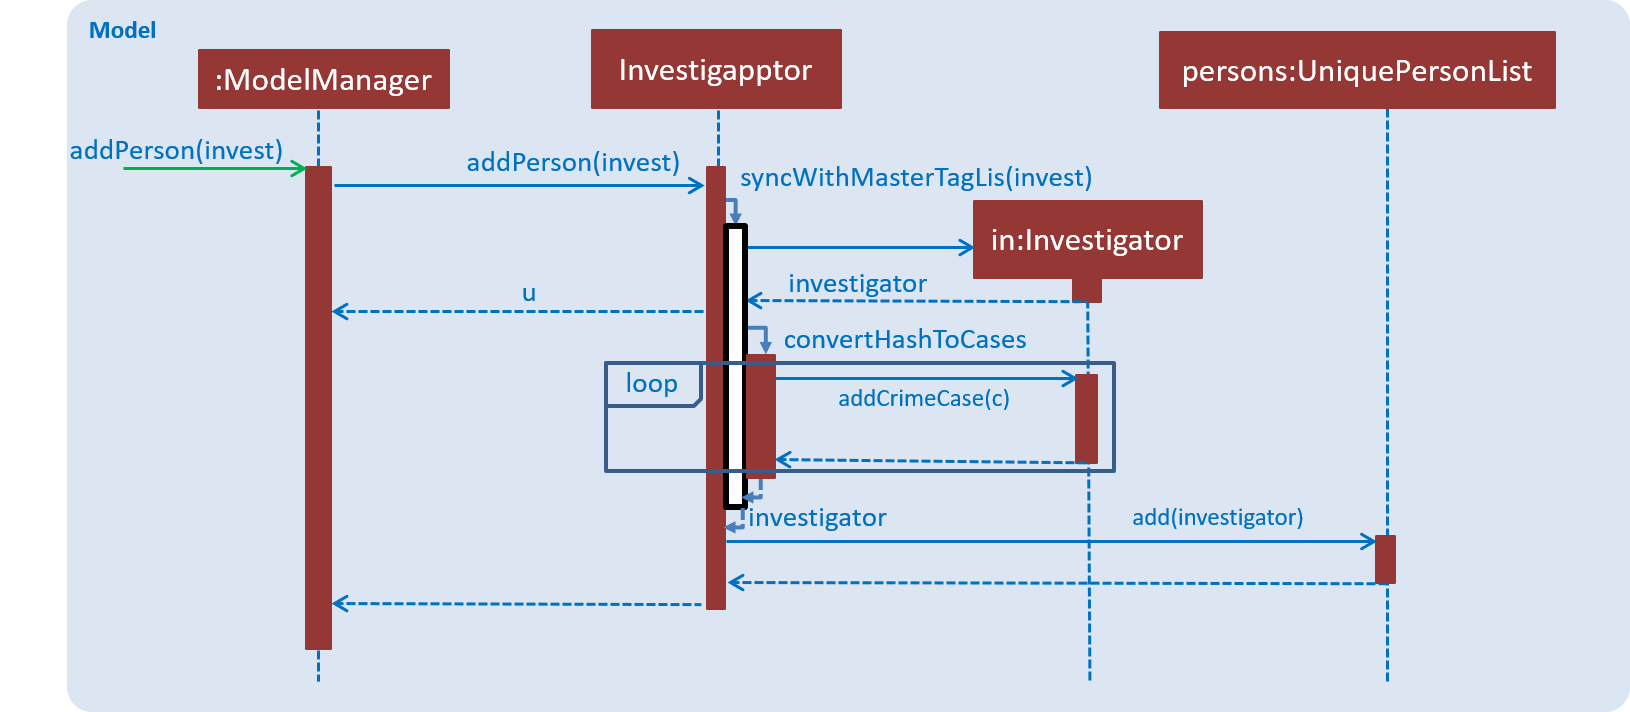 Model
:ModelManager
Investigapptor
persons:UniquePersonList
addPerson(invest)
addPerson(invest)
syncWithMasterTagLis(invest)
in:Investigator
investigator
u
convertHashToCases
loop
addCrimeCase(c)
investigator
add(investigator)